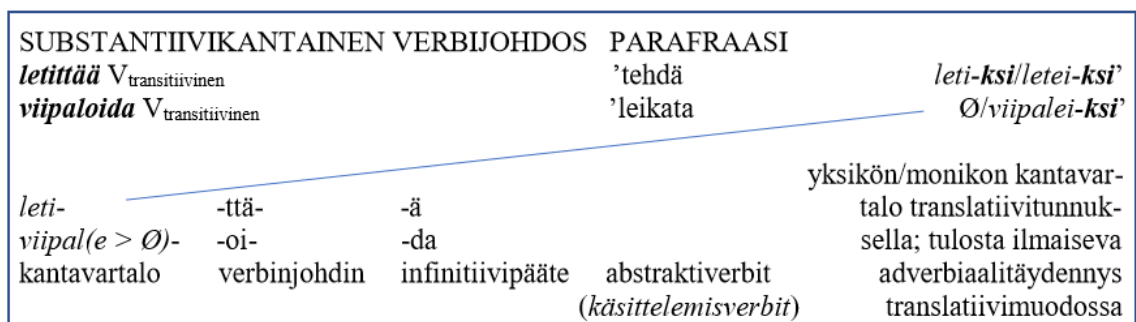 SUBSTANTIIVIKANTAINEN VERBIJOHDOS PARAFRAASI
letittää Vtransitiivinen ’tehdä leti-ksi/letei-ksi’
viipaloida Vtransitiivinen ’leikata Ø/viipalei-ksi’
yksikön/monikon kantavar-
leti- -ttä- -ä talo translatiivitunnuk-
viipal(e > Ø)- -oi- -da sella; tulosta ilmaiseva
kantavartalo verbinjohdin infinitiivipääte abstraktiverbit adverbiaalitäydennys
(käsittelemisverbit) translatiivimuodossa